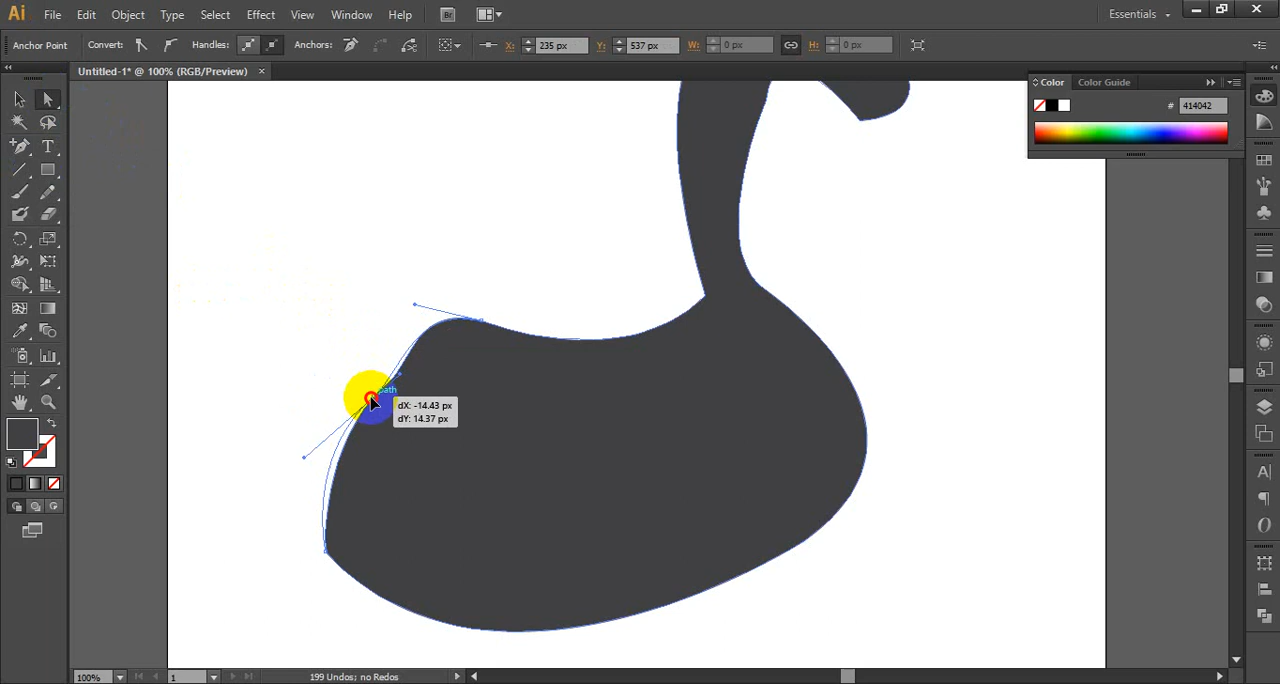 Ai File Edit Object Type Select Effect View Window Help Br Essentials
Anchor Point Convert: Handles: Anchors: X: 235 px Y: 537 px W: 0 px H: 0 px
Untitled-1* @ 100% (RGB/Preview) ×
Color Color Guide
# 414042
path
dX: -14.43 px
dY: 14.37 px
100% 1 199 Undos; no Redos